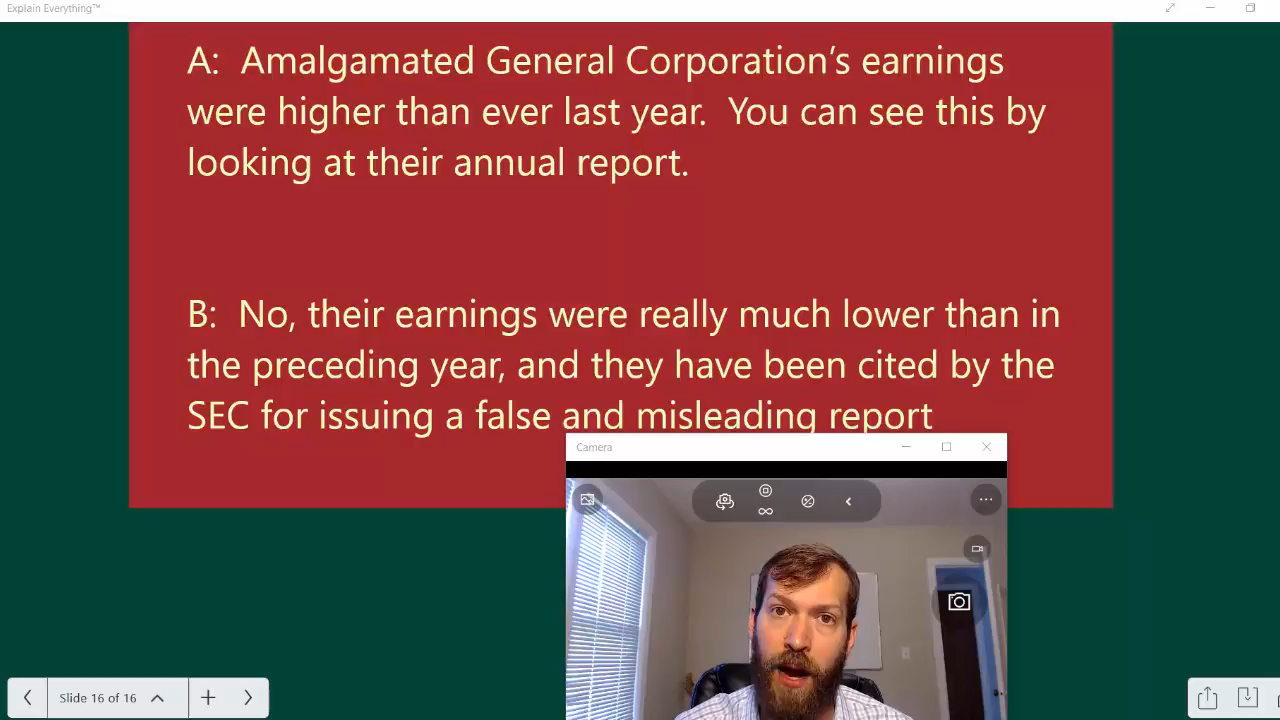 Explain Everything™
A: Amalgamated General Corporation’s earnings
were higher than ever last year. You can see this by
looking at their annual report.
B: No, their earnings were really much lower than in
the preceding year, and they have been cited by the
SEC for issuing a false and misleading report
Camera
Slide 16 of 16